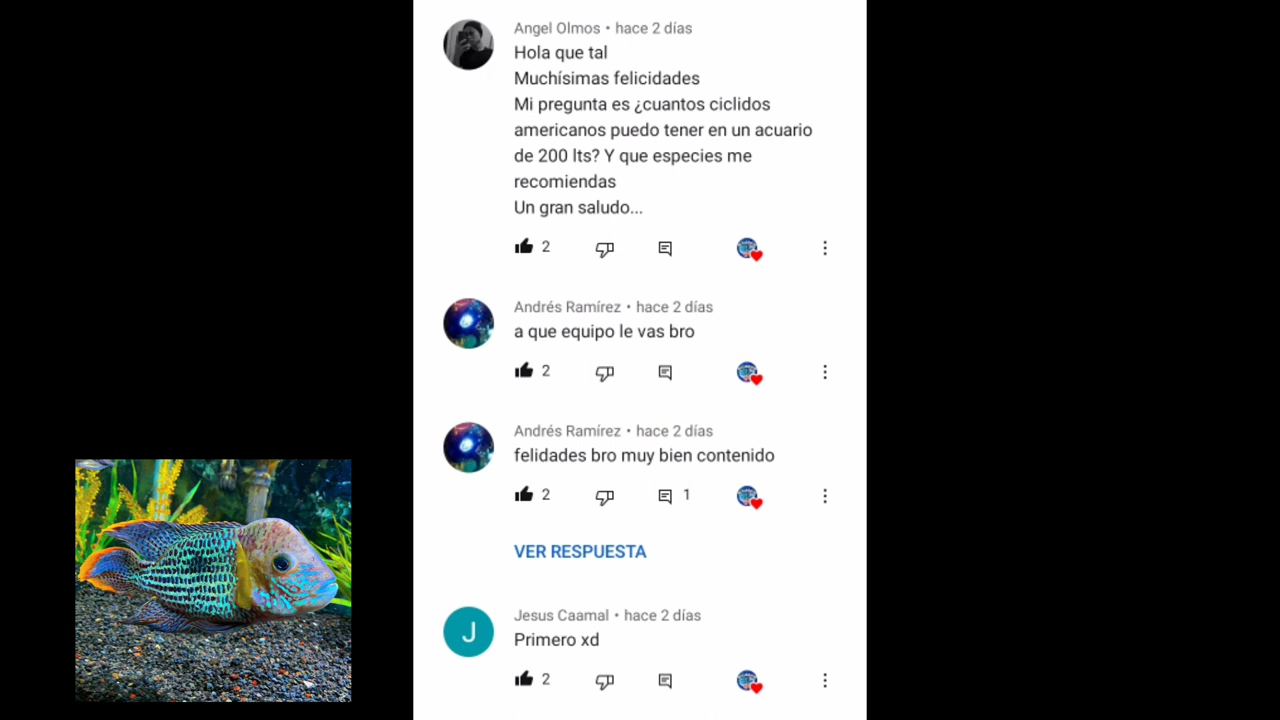 Angel Olmos • hace 2 días
Hola que tal
Muchísimas felicidades
Mi pregunta es ¿cuantos ciclidos
americanos puedo tener en un acuario
de 200 lts? Y que especies me
recomiendas
Un gran saludo...
2
Andrés Ramírez • hace 2 días
a que equipo le vas bro
2
Andrés Ramírez • hace 2 días
felidades bro muy bien contenido
2 1
VER RESPUESTA
J
Jesus Caamal • hace 2 días
Primero xd
2